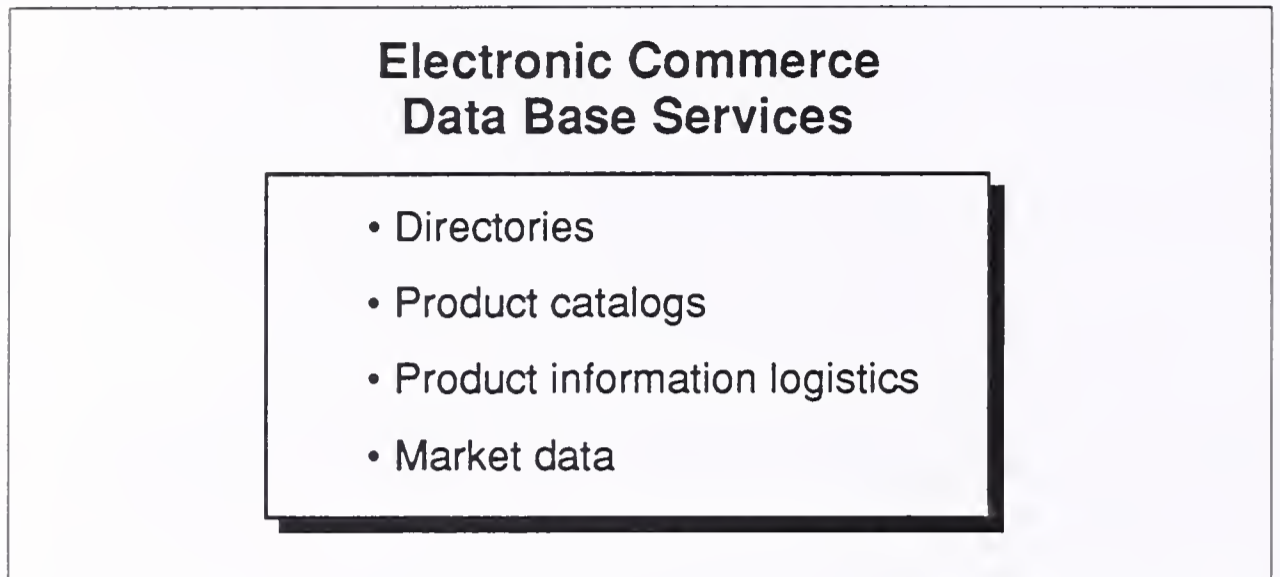 Electronic Commerce
Data Base Services
• Directories
• Product catalogs
• Product information logistics
• Market data